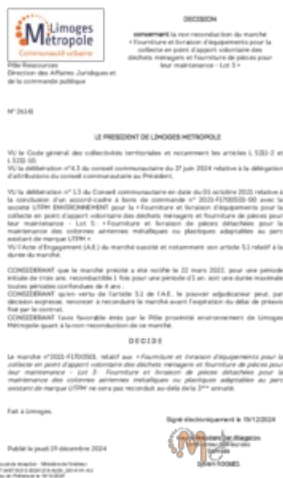 Limoges
Métropole
Communauté urbaine
Pôle Ressources
Direction des Affaires Juridiques et
de la commande publique
DECISION
concernant la non reconduction du marché
« Fourniture et livraison d'équipements pour la
collecte en point d'apport volontaire des
déchets ménagers et fourniture de pièces pour
leur maintenance - Lot 5 »
LE PRESIDENT DE LIMOGES METROPOLE
VU le Code général des collectivités territoriales et notamment les articles L 5211-2 et
L 5211-10.
VU la délibération n°4.3 du conseil communautaire du 27 juin 2024 relative à la délégation
d'attributions du conseil communautaire au Président.
VU la délibération n° 1.3 du Conseil communautaire en date du 01 octobre 2021 relative à
la conclusion d'un accord-cadre à bons de commande avec la
société UTPM ENVIRONNEMENT pour la « Fourniture et livraison d'équipements pour la
collecte en point d'apport volontaire des déchets ménagers et fourniture de pièces pour
leur maintenance - Lot 5 : « Fourniture et livraison de pièces détachées pour la
maintenance des colonnes aériennes métalliques ou plastiques adaptables au parc
existant de marque UTPM ».
VU l'Acte d'Engagement (A.E.) du marché susvisé et notamment son article 5.1 relatif à la
durée du marché.
CONSIDERANT que le marché précité a été notifié le 22 mars 2022, pour une période
initiale de trois ans, reconductible 1 fois pour une période d'1 an, soit une durée maximale
toutes périodes confondues de 4 ans ;
CONSIDERANT qu'en vertu de l'article 5.1 de l'A.E., le pouvoir adjudicateur peut, par
décision expresse, renoncer à reconduire le marché avant l'expiration du délai de préavis
fixé par le contrat,
CONSIDERANT l'avis favorable émis par le Pôle proximité environnement de Limoges
Métropole quant à la non reconduction de ce marché.
DECIDE
Le marché relatif aux « Fourniture et livraison d'équipements pour la
collecte en point d'apport volontaire des déchets ménagers et fourniture de pièces pour
leur maintenance - Lot 5 : Fourniture et livraison de pièces détachées pour la
maintenance des colonnes aériennes métalliques ou plastiques adaptables au parc
existant de marque UTPM ne sera pas reconduit au-delà de la 3ème annuité.
Fait à Limoges
Signé électroniquement le 19/12/2024
Publié le jeudi 19 décembre 2024